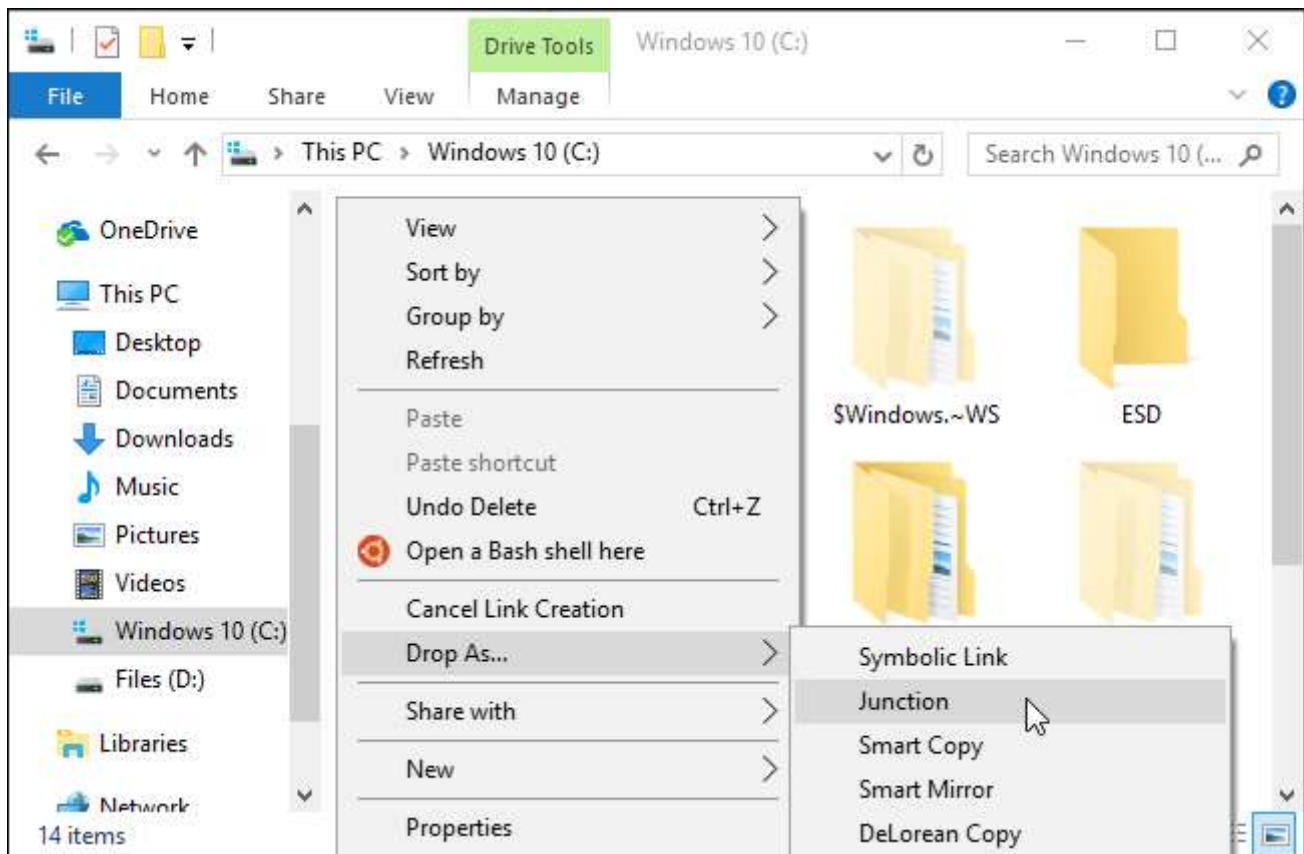 Drive Tools
Windows 10 (C:)
File
Home
Share
View
Manage
?
This PC > Windows 10 (C:)
Search Windows 10 (...
OneDrive
This PC
Desktop
Documents
Downloads
Music
Pictures
Videos
Windows 10 (C:)
Files (D:)
Libraries
Network
14 items
View
Sort by
Group by
Refresh
Paste
Paste shortcut
Undo Delete Ctrl+Z
Open a Bash shell here
Cancel Link Creation
Drop As...
Share with
New
Properties
$Windows.~WS
ESD
Symbolic Link
Junction
Smart Copy
Smart Mirror
DeLorean Copy